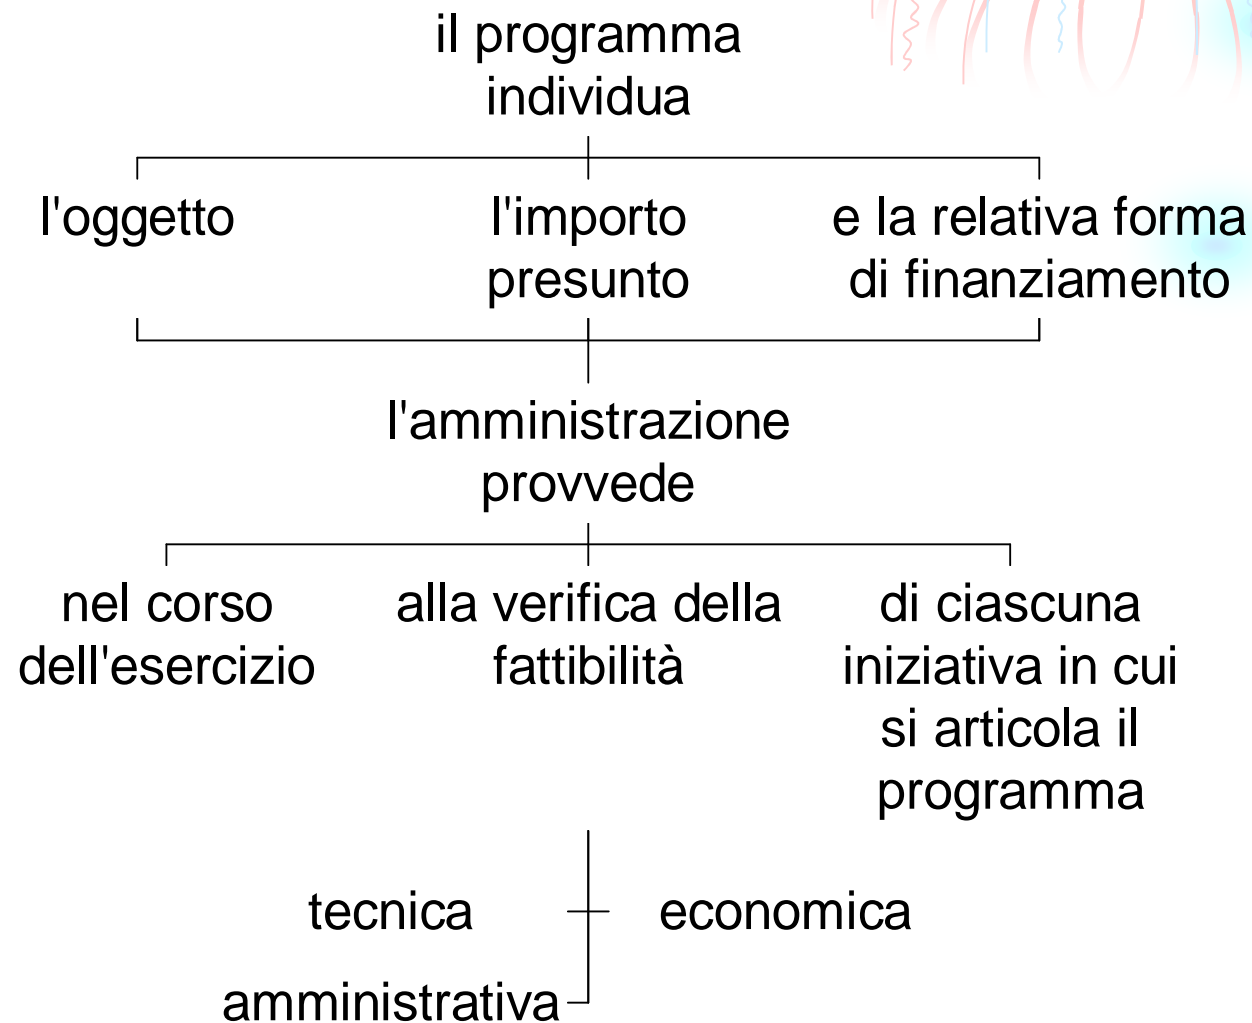 il programma
individua
l'oggetto
l'importo
presunto
e la relativa forma
di finanziamento
l'amministrazione
provvede
nel corso
dell'esercizio
alla verifica della
fattibilità
di ciascuna
iniziativa in cui
si articola il
programma
tecnica
economica
amministrativa